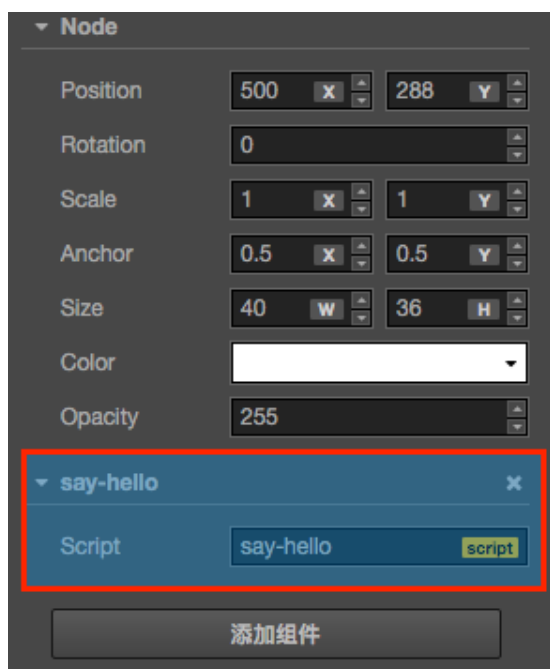 Node
Position 500 X 288 Y
Rotation 0
Scale 1 X 1 Y
Anchor 0.5 X 0.5 Y
Size 40 W 36 H
Color
Opacity 255
say-hello
Script say-hello script
添加组件